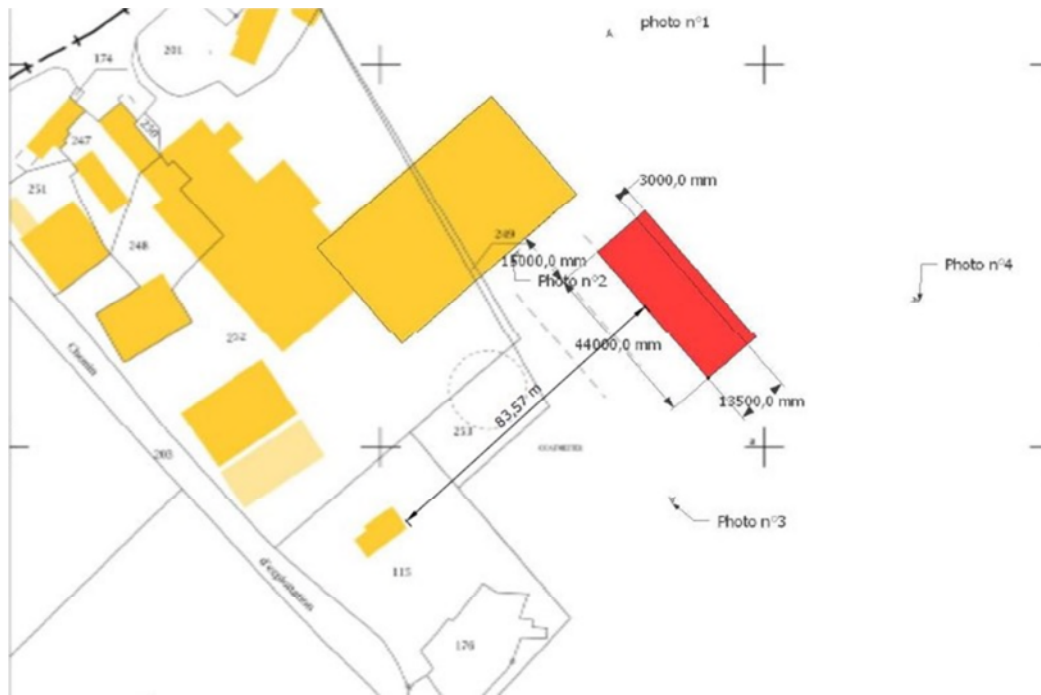 photo n°1
201
174
250
247
251
3000,0 mm
249
248
15000,0 mm
Photo n°2
Photo n°4
252
44000,0 mm
Chemin
13500,0 mm
83,57 m
253
203
Photo n°3
115
d'exploitation
176